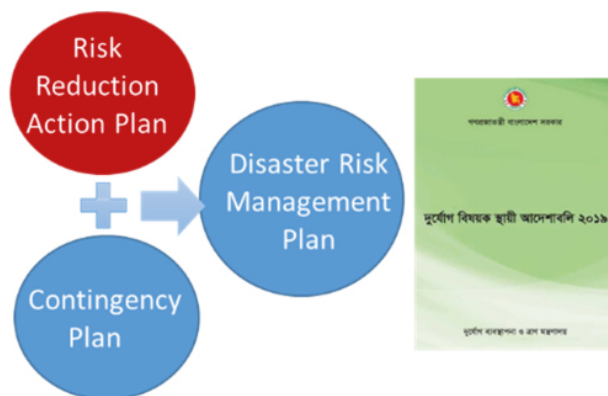 Risk
Reduction
Action Plan
Disaster Risk
Management
Plan
Contingency
Plan
গণপ্রজাতন্ত্রী বাংলাদেশ সরকার
দুর্যোগ বিষয়ক স্থায়ী আদেশাবলি ২০১৯
দুর্যোগ ব্যবস্থাপনা ও ত্রাণ মন্ত্রণালয়